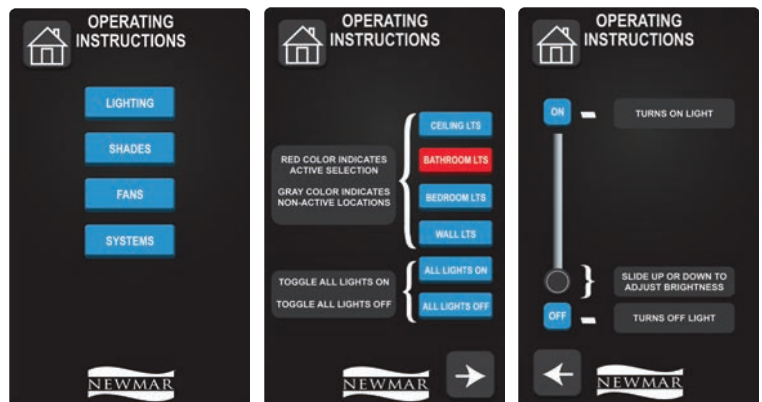 OPERATING
INSTRUCTIONS
LIGHTING
SHADES
FANS
SYSTEMS
NEWMAR
OPERATING
INSTRUCTIONS
CEILING LTS
RED COLOR INDICATES
ACTIVE SELECTION
BATHROOM LTS
GRAY COLOR INDICATES
NON-ACTIVE LOCATIONS
BEDROOM LTS
WALL LTS
TOGGLE ALL LIGHTS ON
ALL LIGHTS ON
TOGGLE ALL LIGHTS OFF
ALL LIGHTS OFF
NEWMAR
OPERATING
INSTRUCTIONS
ON
TURNS ON LIGHT
SLIDE UP OR DOWN TO
ADJUST BRIGHTNESS
OFF
TURNS OFF LIGHT
NEWMAR